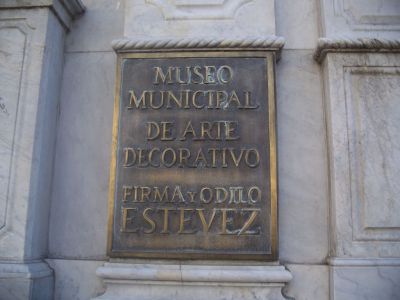 MUSEO
MUNICIPAL
DE ARTE
DECORATIVO
FIRMA Y ODILO
ESTEVEZ